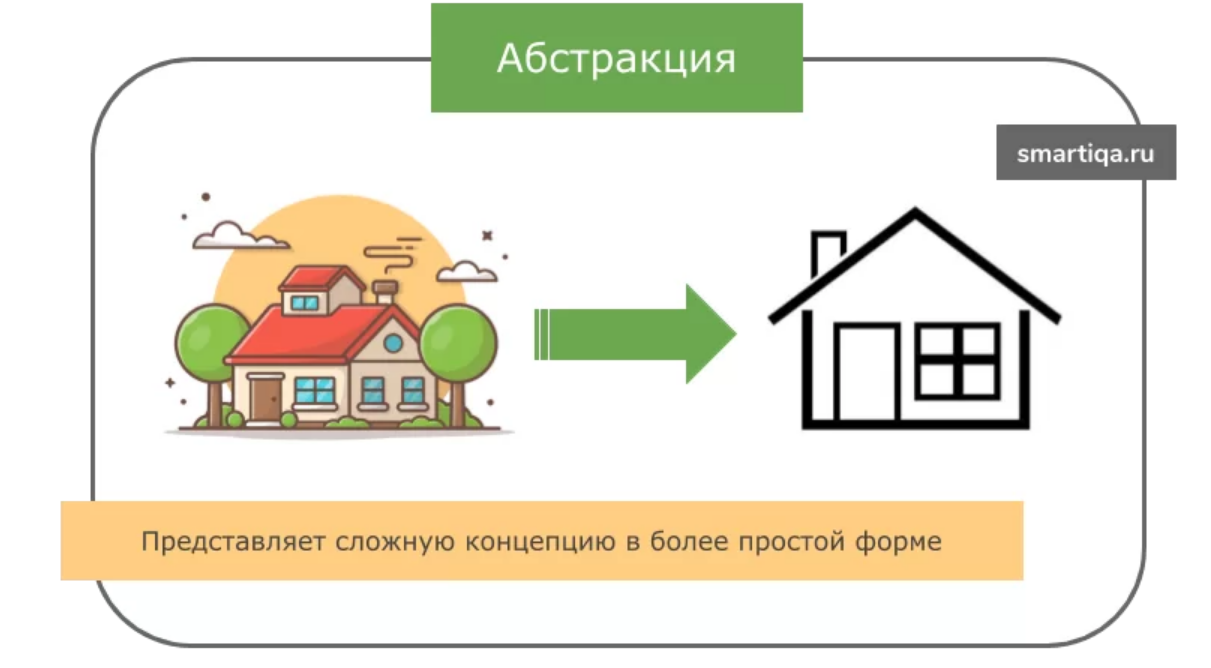 Абстракция
smartiqa.ru
Представляет сложную концепцию в более простой форме